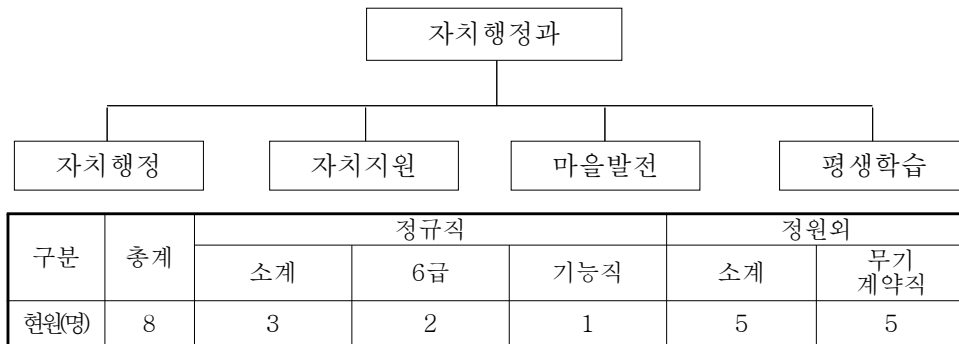 자치행정과
자치행정 자치지원 마을발전 평생학습
구분 총계 정규직 정원외
소계 6급 기능직 소계 무기
계약직
현원(명) 8 3 2 1 5 5